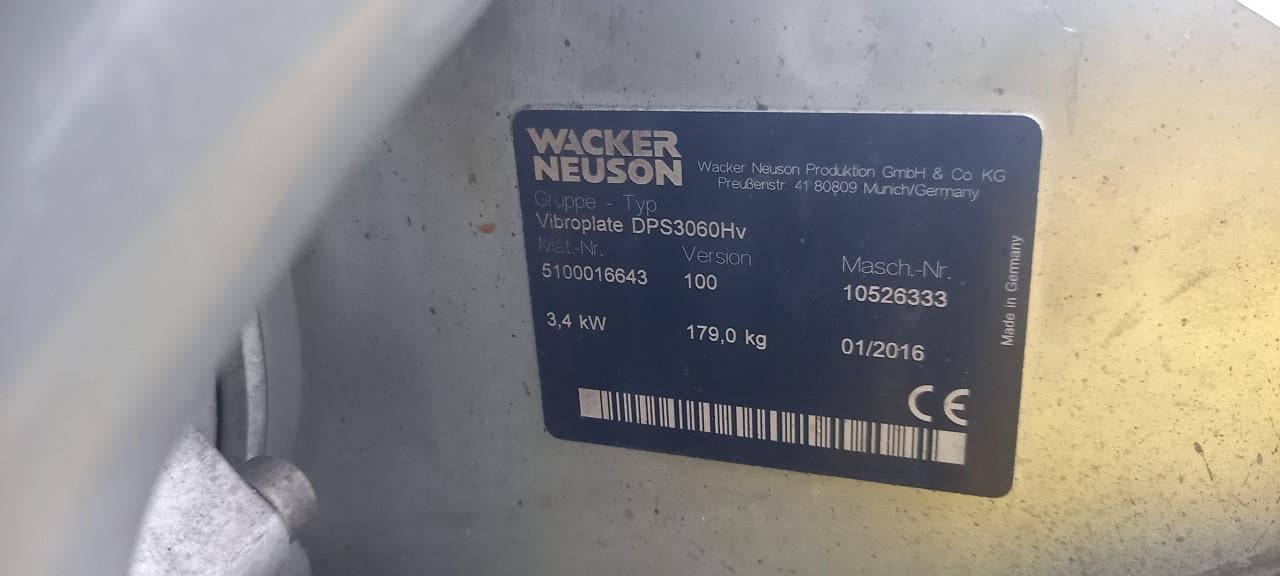 WACKER
NEUSON
Wacker Neuson Produktion GmbH & Co KG
Preußenstr. 41 80809 Munich/Germany
Gruppe - Typ
Vibroplate DPS3060Hv
Mat.-Nr. Version Masch.-Nr.
5100016643 100 10526333
3,4 kW 179,0 kg 01/2016
CE
Made in Germany